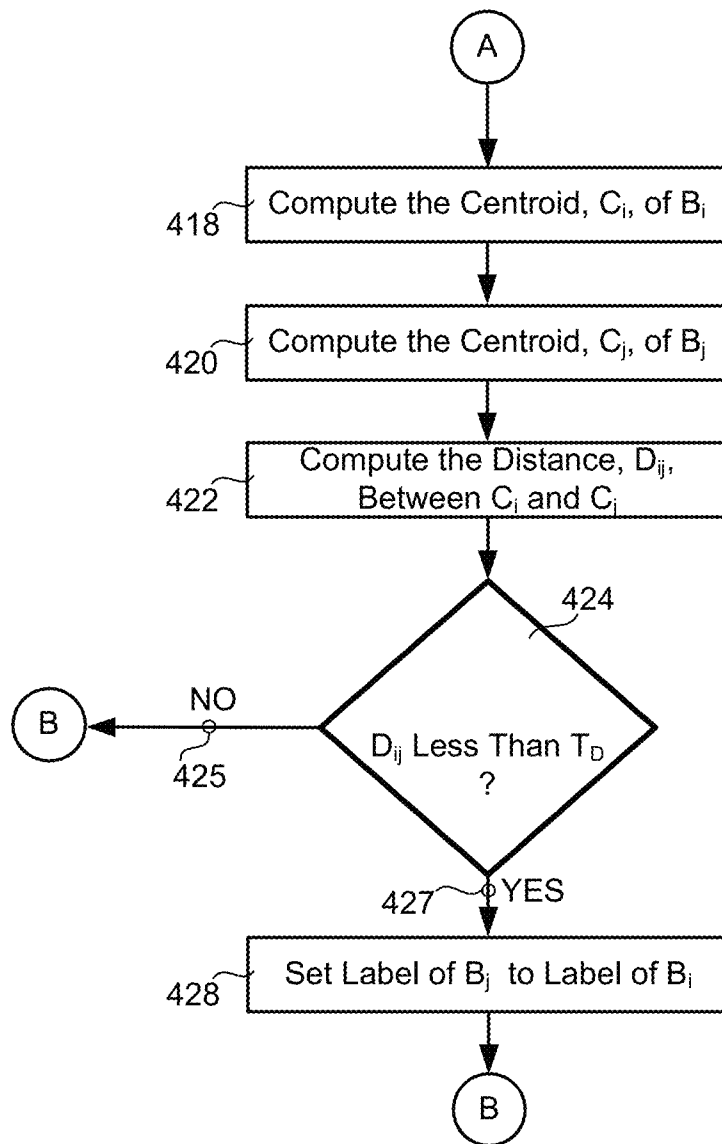 A
418
Compute the Centroid, Cᵢ, of Bᵢ
420
Compute the Centroid, Cⱼ, of Bⱼ
422
Compute the Distance, Dᵢⱼ,
Between Cᵢ and Cⱼ
424
B
NO
425
Dᵢⱼ Less Than T_D
?
427
YES
428
Set Label of Bⱼ to Label of Bᵢ
B